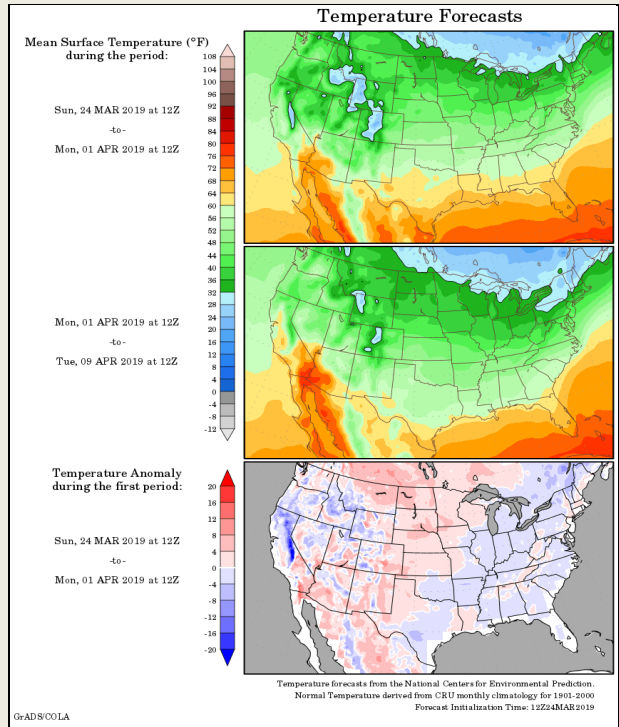 Temperature Forecasts
Mean Surface Temperature (°F)
during the period:
Sun, 24 MAR 2019 at 12Z
-to-
Mon, 01 APR 2019 at 12Z
108
104
100
96
92
88
84
80
76
72
68
64
60
56
52
48
44
40
36
32
28
24
20
16
12
8
4
0
-4
-8
-12
Mon, 01 APR 2019 at 12Z
-to-
Tue, 09 APR 2019 at 12Z
Temperature Anomaly
during the first period:
Sun, 24 MAR 2019 at 12Z
-to-
Mon, 01 APR 2019 at 12Z
20
16
12
8
4
0
-4
-8
-12
-16
-20
Temperature forecasts from the National Centers for Environmental Prediction.
Normal Temperature derived from CRU monthly climatology for 1901-2000
Forecast Initialization Time: 12Z24MAR2019
GrADS/COLA